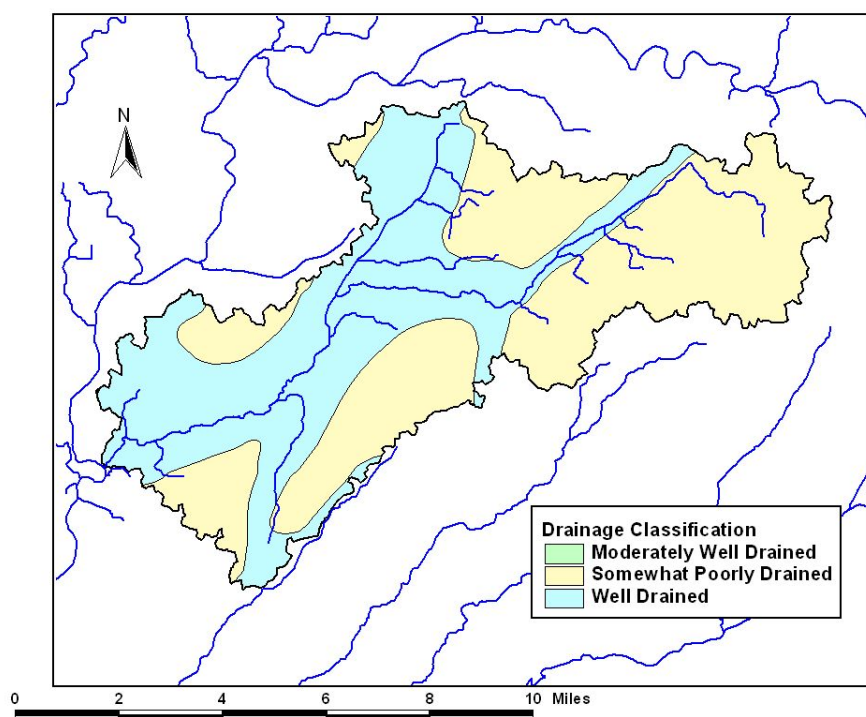 N
Drainage Classification
Moderately Well Drained
Somewhat Poorly Drained
Well Drained
0 2 4 6 8 10 Miles